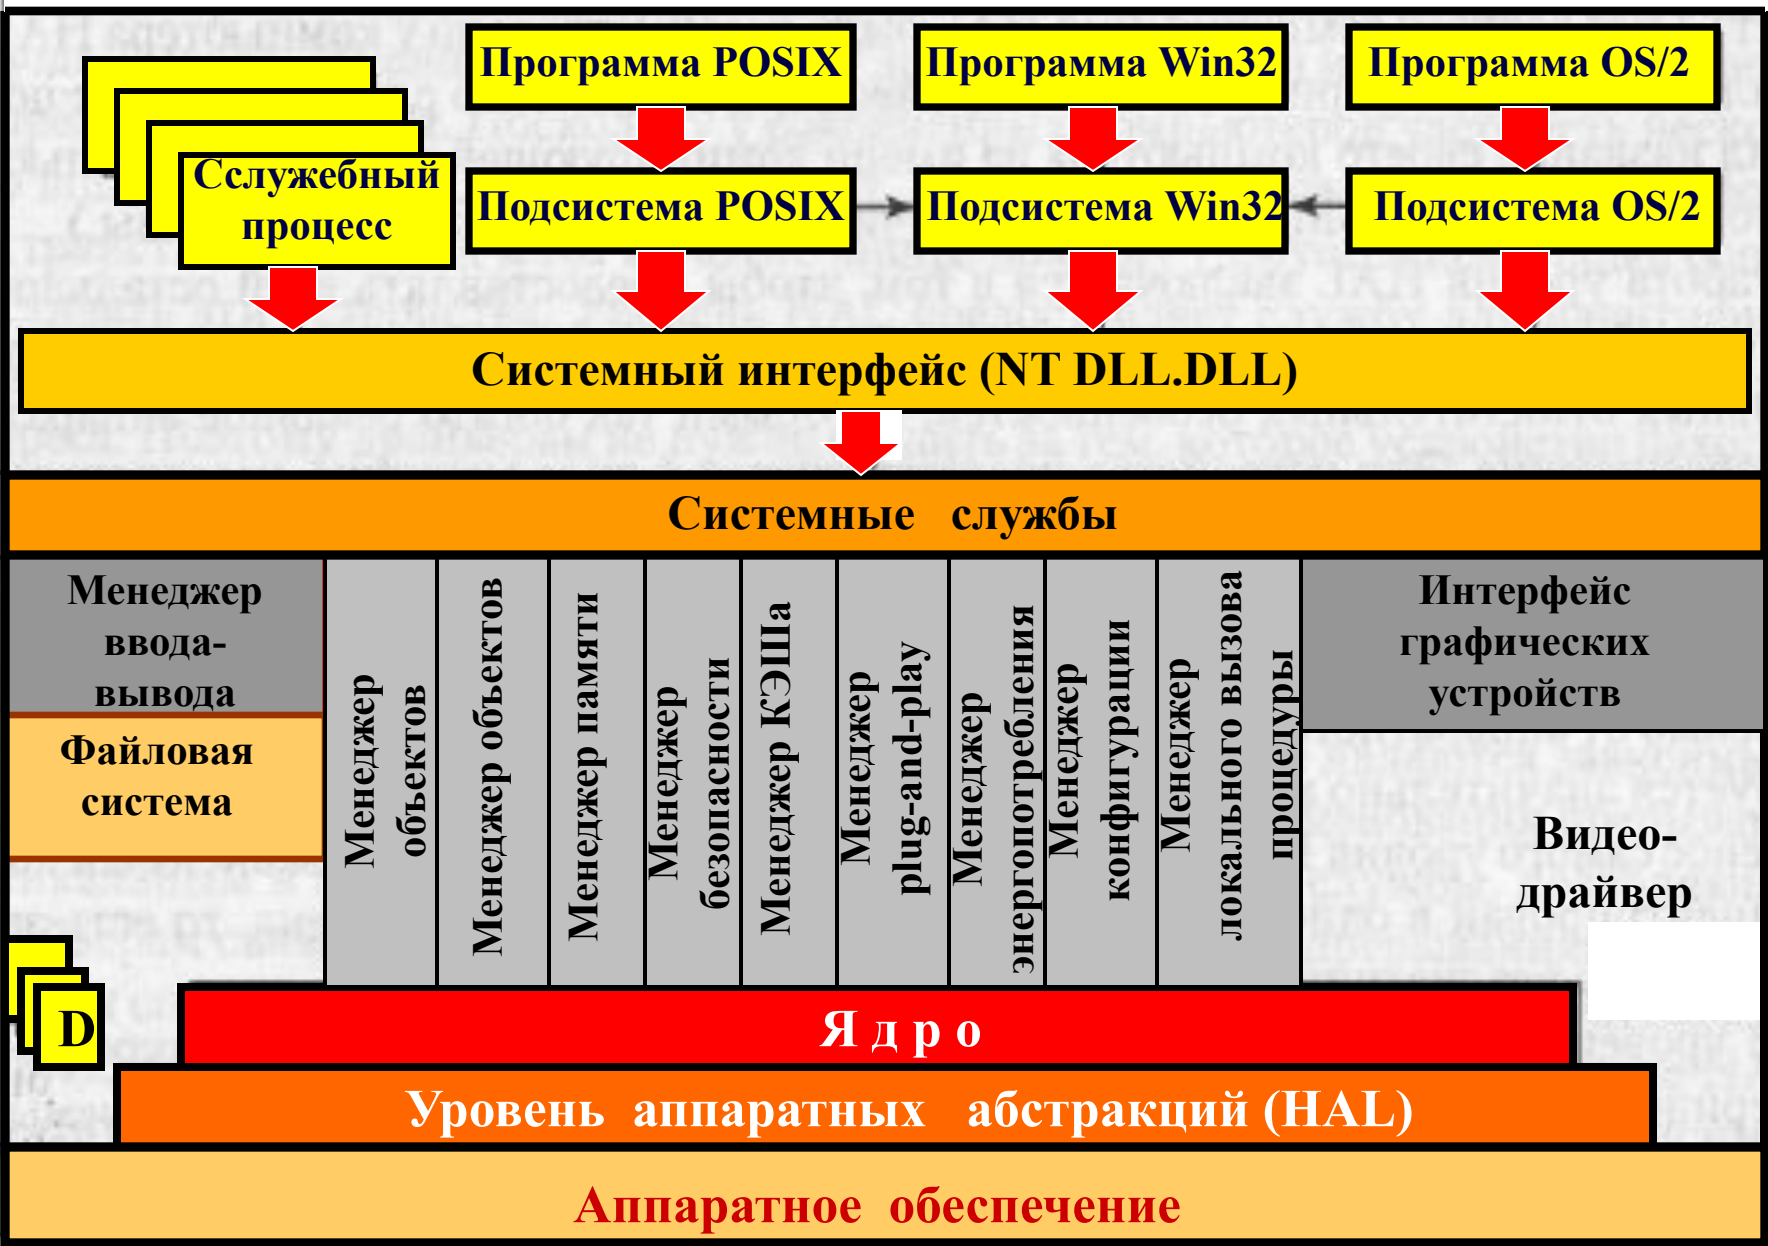 Программа POSIX
Программа Win32
Программа OS/2
Сслужебный
процесс
Подсистема POSIX
Подсистема Win32
Подсистема OS/2
Системный интерфейс (NT DLL.DLL)
Системные службы
Менеджер
ввода-
вывода
Файловая
система
Менеджер
объектов
Менеджер объектов
Менеджер памяти
Менеджер
безопасности
Менеджер КЭШа
Менеджер
plug-and-play
Менеджер
энергопотребления
Менеджер
конфигурации
Менеджер
локального вызова
процедуры
Интерфейс
графических
устройств
Видео-
драйвер
D
Я д р о
Уровень аппаратных абстракций (HAL)
Аппаратное обеспечение